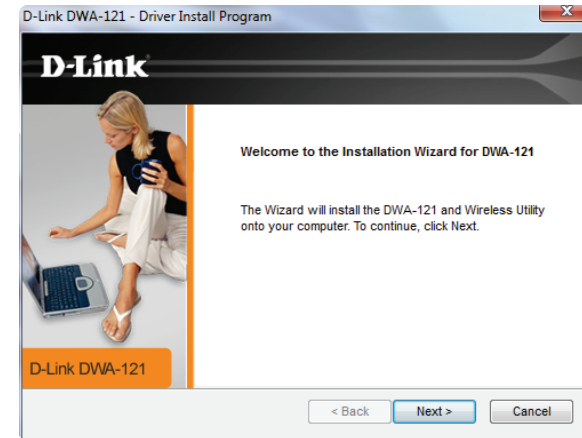 D-Link DWA-121 - Driver Install Program
D-Link
Welcome to the Installation Wizard for DWA-121
The Wizard will install the DWA-121 and Wireless Utility
onto your computer. To continue, click Next.
D-Link DWA-121
< Back
Next >
Cancel